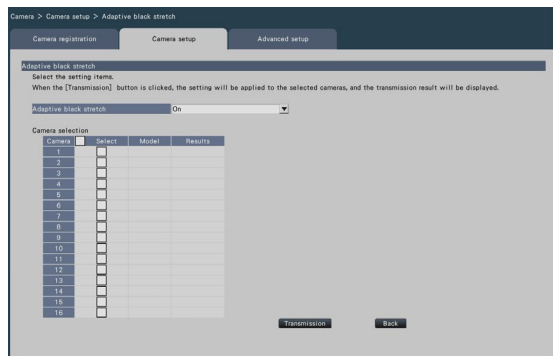 Camera > Camera setup > Adaptive black stretch
Camera registration Camera setup Advanced setup
Adaptive black stretch
Select the setting items.
When the [Transmission] button is clicked, the setting will be applied to the selected cameras, and the transmission result will be displayed.
Adaptive black stretch On
Camera selection
Camera Select Model Results
1
2
3
4
5
6
7
8
9
10
11
12
13
14
15
16
Transmission Back